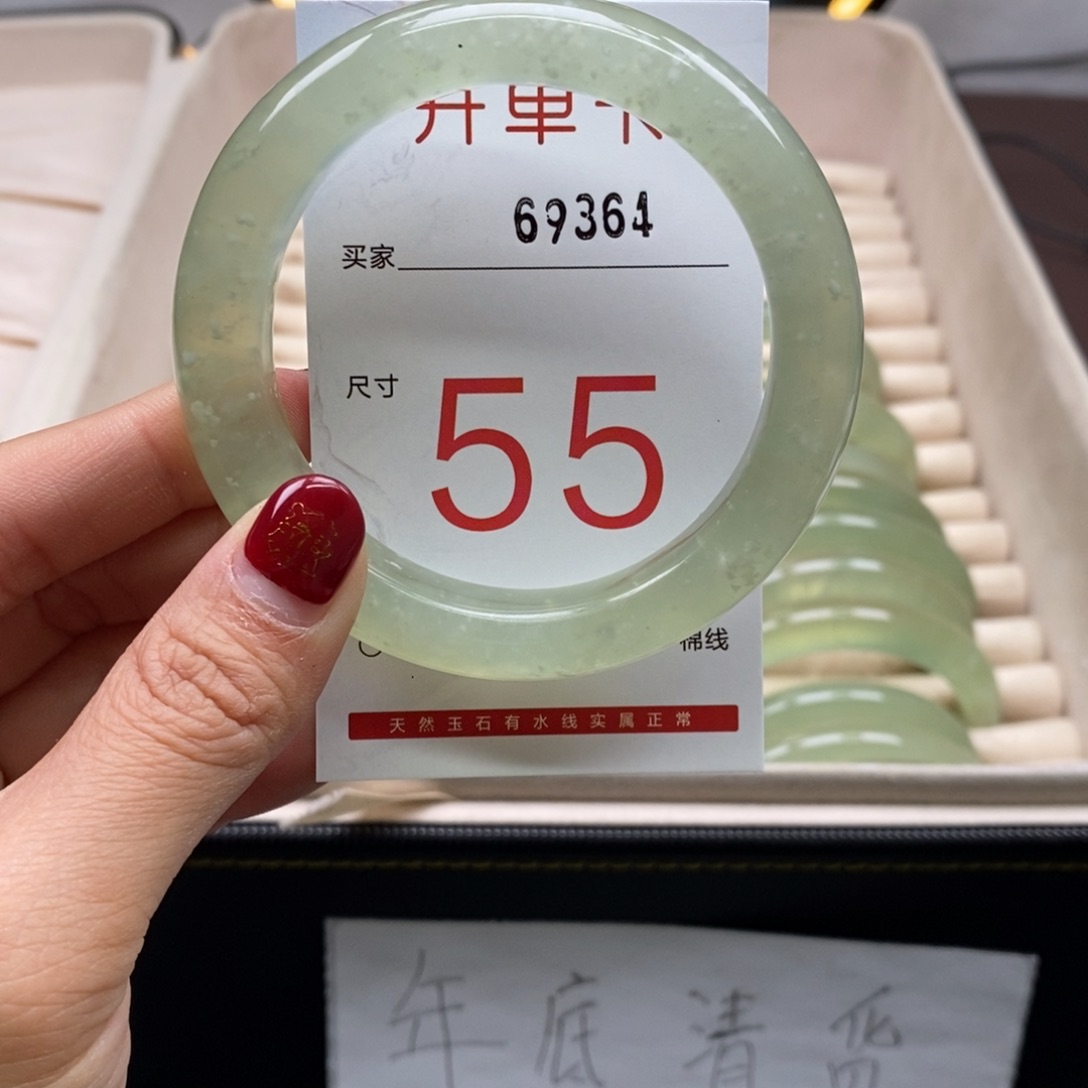 开单卡
69364
买家
尺寸 55
棉线
天然玉石有水线实属正常
年底清货